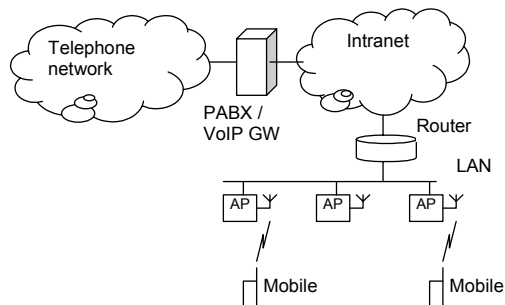 Telephone
network
Intranet
PABX /
VoIP GW
Router
LAN
AP
AP
AP
Mobile
Mobile